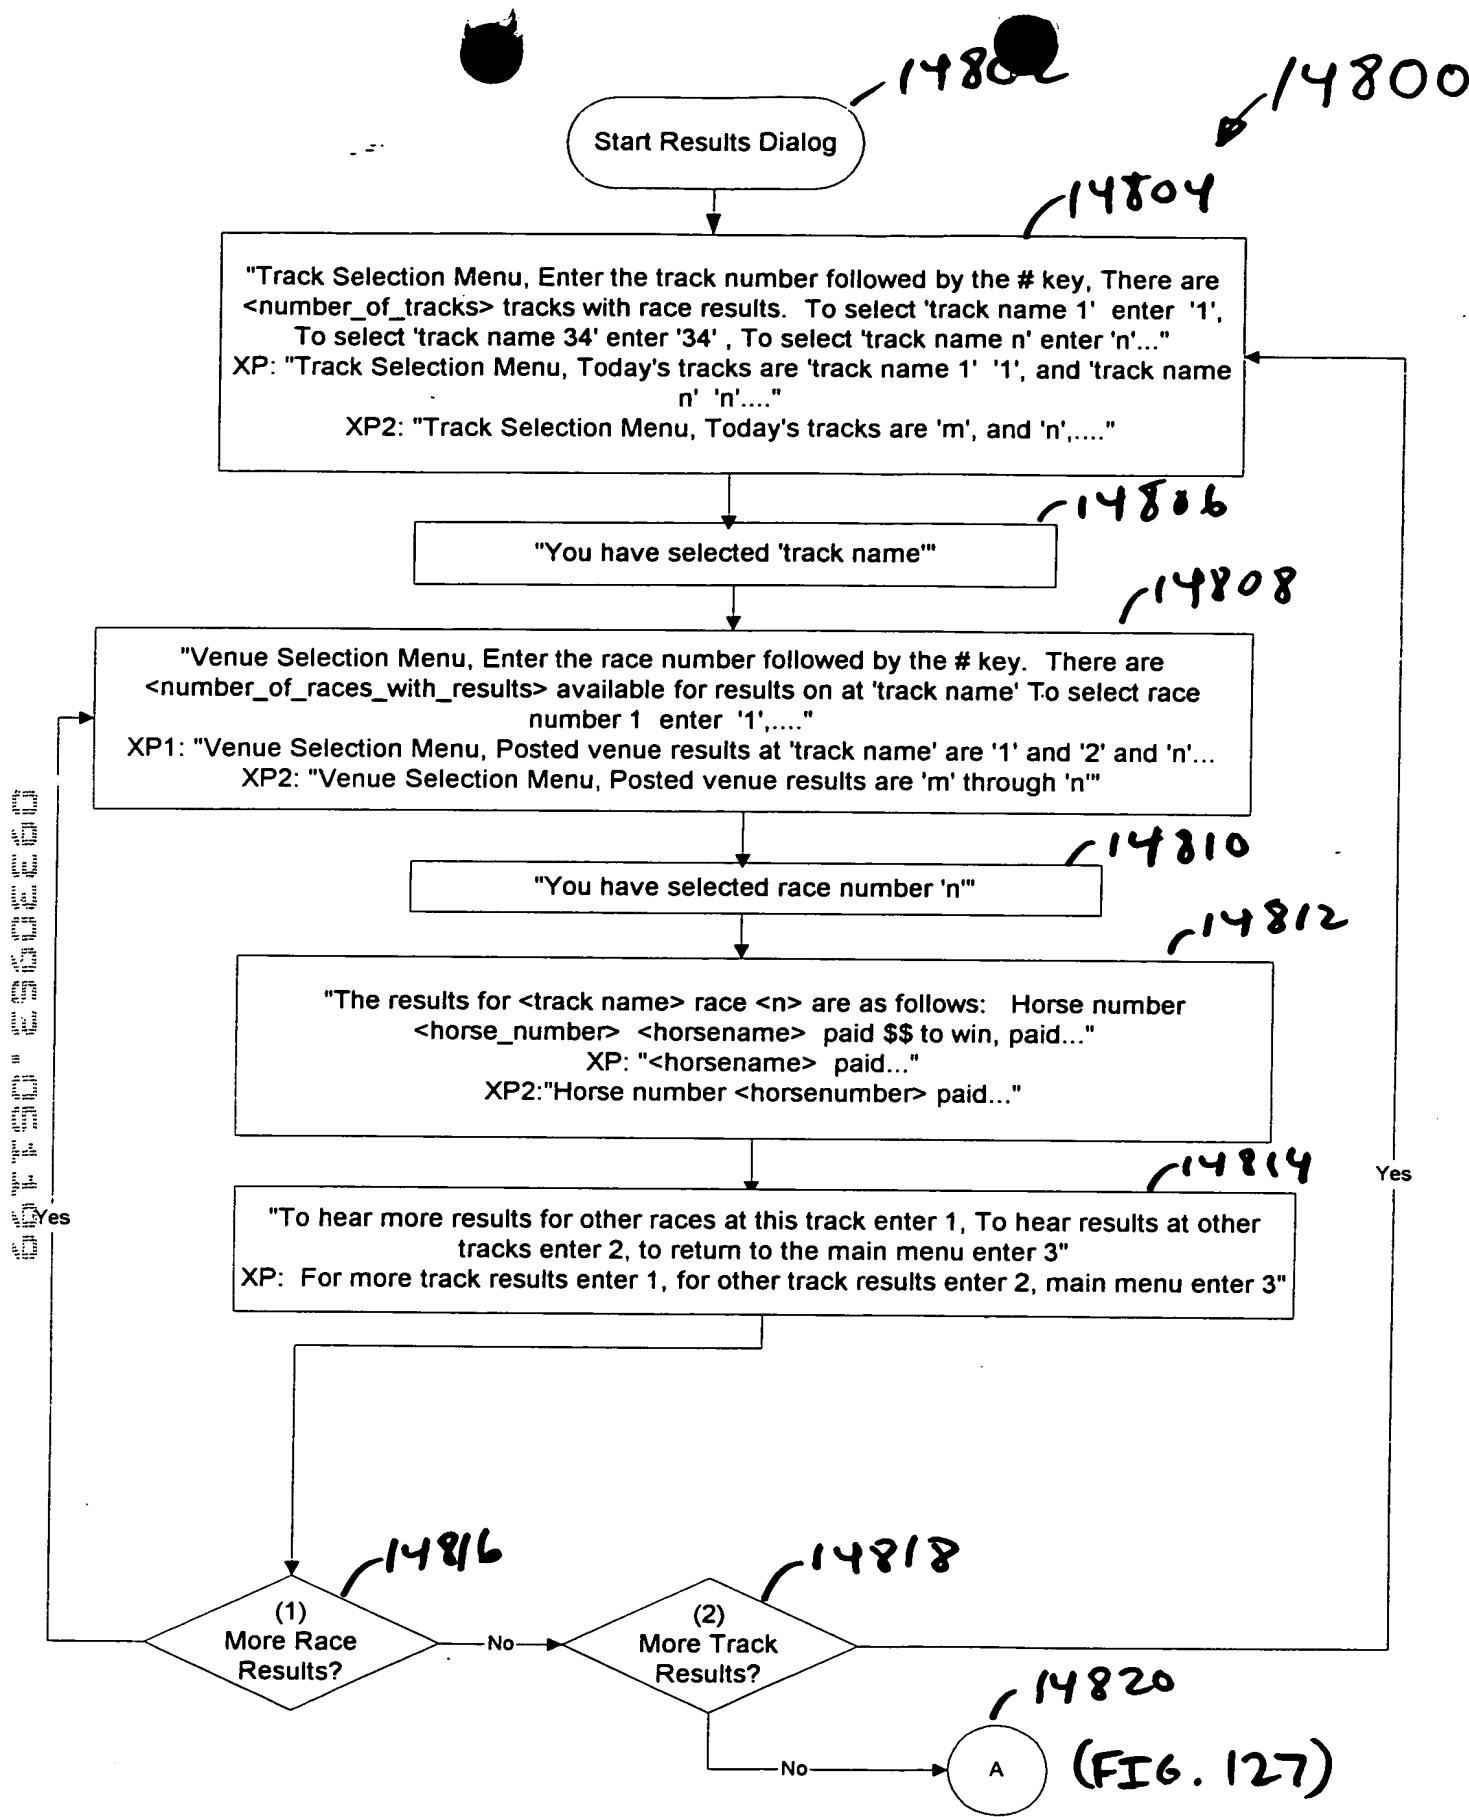 14802
14800
Start Results Dialog
14804
"Track Selection Menu, Enter the track number followed by the # key, There are
<number_of_tracks> tracks with race results.  To select 'track name 1'  enter  '1',
To select 'track name 34' enter '34' , To select 'track name n' enter 'n'..."
XP: "Track Selection Menu, Today's tracks are 'track name 1'  '1', and 'track name
n'  'n'...."
XP2: "Track Selection Menu, Today's tracks are 'm', and 'n',...."
14806
"You have selected 'track name'"
14808
"Venue Selection Menu, Enter the race number followed by the # key.  There are
<number_of_races_with_results> available for results on at 'track name' To select race
number 1  enter  '1',...."
XP1: "Venue Selection Menu, Posted venue results at 'track name' are '1' and '2' and 'n'...
XP2: "Venue Selection Menu, Posted venue results are 'm' through 'n'"
14810
"You have selected race number 'n'"
14812
"The results for <track name> race <n> are as follows:   Horse number
<horse_number>  <horsename>  paid $$ to win, paid..."
XP: "<horsename>  paid..."
XP2:"Horse number <horsenumber> paid..."
14814
Yes
Yes
"To hear more results for other races at this track enter 1, To hear results at other
tracks enter 2, to return to the main menu enter 3"
XP:  For more track results enter 1, for other track results enter 2, main menu enter 3"
14816
14818
(1)
More Race
Results?
No
(2)
More Track
Results?
14820
No
A
(FIG. 127)